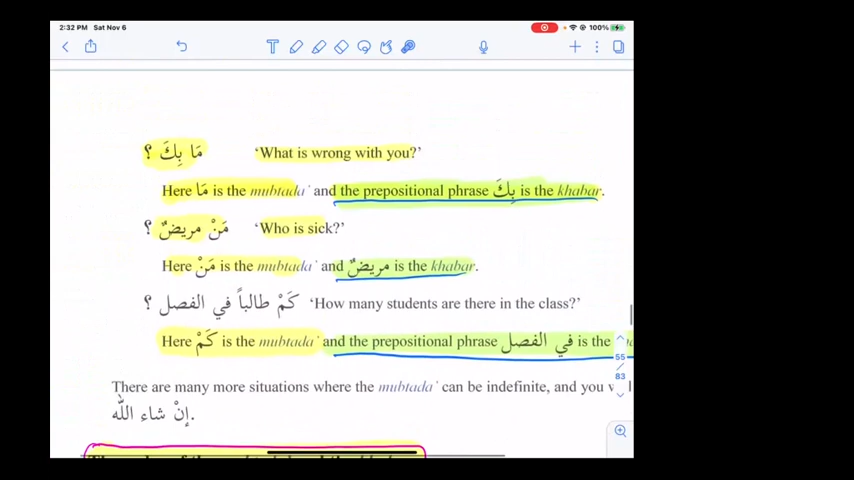 2:32 PM Sat Nov 6
100%
مَا بِكَ ؟ ‘What is wrong with you?’
Here مَا is the mubtada’ and the prepositional phrase بِكَ is the khabar.
مَنْ مريضٌ ؟ ‘Who is sick?’
Here مَنْ is the mubtada’ and مريضٌ is the khabar.
كَمْ طالباً في الفصل ؟ ‘How many students are there in the class?’
Here كَمْ is the mubtada’ and the prepositional phrase في الفصل is the
55
83
There are many more situations where the mubtada’ can be indefinite, and you
إنْ شاء الله.